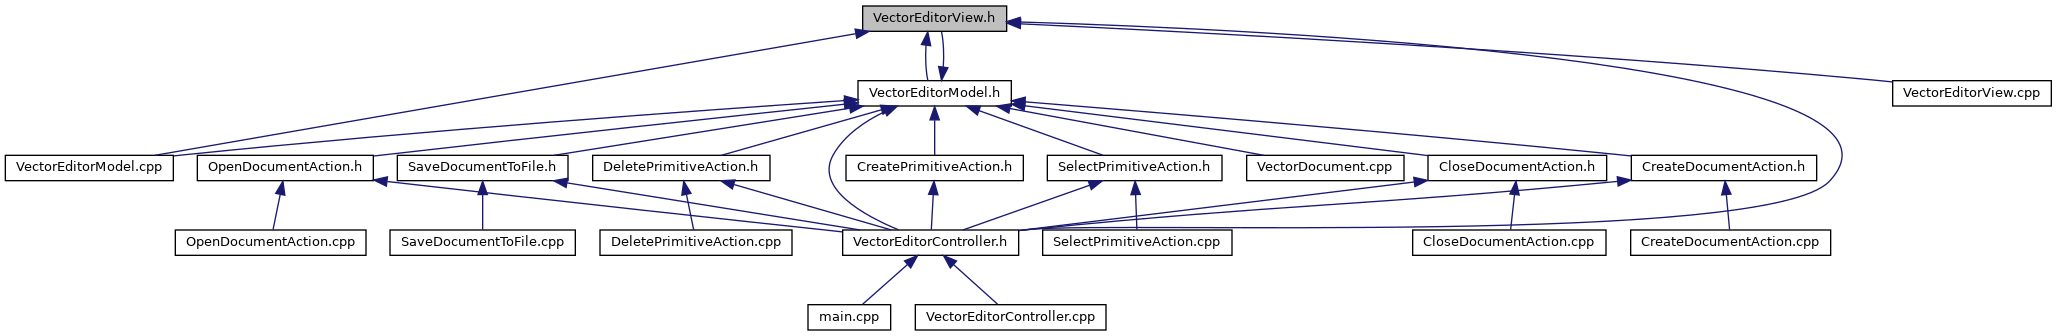 VectorEditorView.h
VectorEditorModel.h
VectorEditorView.cpp
VectorEditorModel.cpp
OpenDocumentAction.h
SaveDocumentToFile.h
DeletePrimitiveAction.h
CreatePrimitiveAction.h
SelectPrimitiveAction.h
VectorDocument.cpp
CloseDocumentAction.h
CreateDocumentAction.h
OpenDocumentAction.cpp
SaveDocumentToFile.cpp
DeletePrimitiveAction.cpp
VectorEditorController.h
SelectPrimitiveAction.cpp
CloseDocumentAction.cpp
CreateDocumentAction.cpp
main.cpp
VectorEditorController.cpp